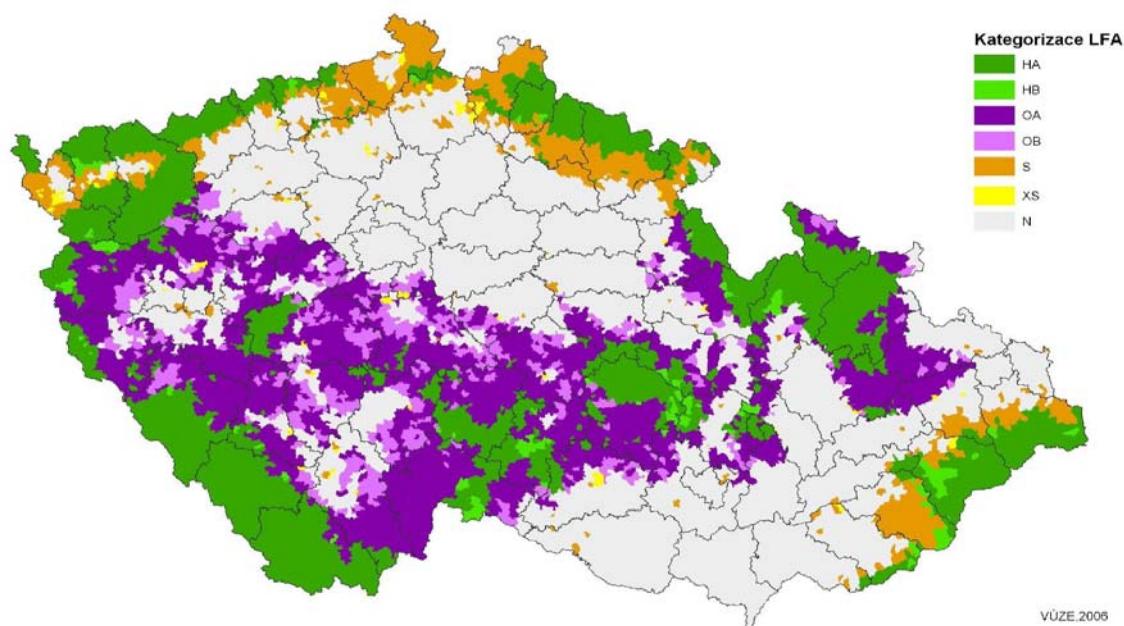 Kategorizace LFA
HA
HB
OA
OB
S
XS
N
VÚZE,2006